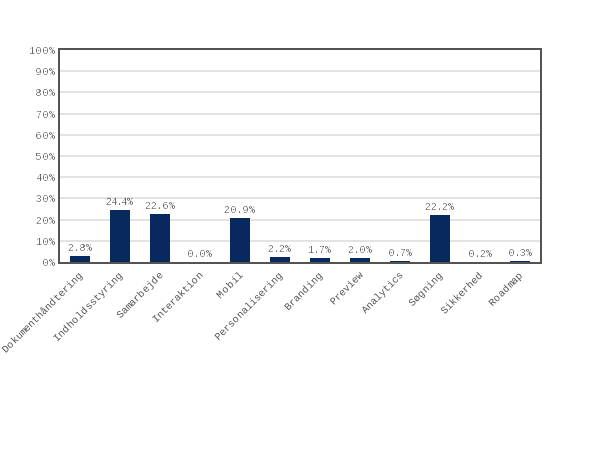 100%
90%
80%
70%
60%
50%
40%
30%
20%
10%
0%
2.8%
24.4%
22.6%
0.0%
20.9%
2.2%
1.7%
2.0%
0.7%
22.2%
0.2%
0.3%
Dokumenthåndtering
Indholdsstyring
Samarbejde
Interaktion
Mobil
Personalisering
Branding
Preview
Analytics
Søgning
Sikkerhed
Roadmap